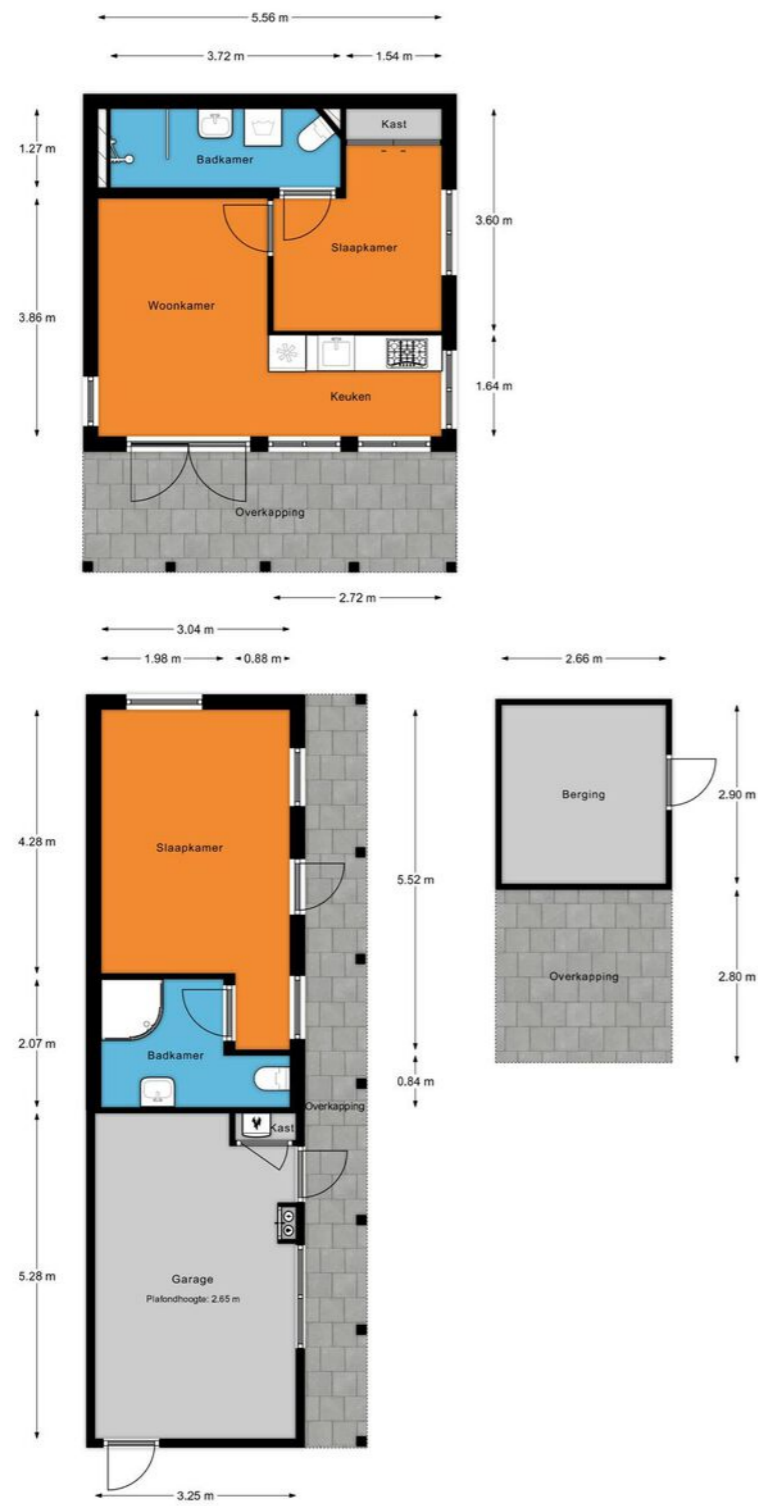 5.56 m
3.72 m
1.54 m
1.27 m
Kast
Badkamer
3.60 m
Slaapkamer
Woonkamer
3.86 m
1.64 m
Keuken
Overkapping
2.72 m
3.04 m
1.98 m
0.88 m
2.66 m
Berging
2.90 m
4.28 m
Slaapkamer
5.52 m
Overkapping
2.80 m
2.07 m
Badkamer
0.84 m
Overkapping
Kast
5.28 m
Garage
Plafondhoogte: 2.65 m
3.25 m